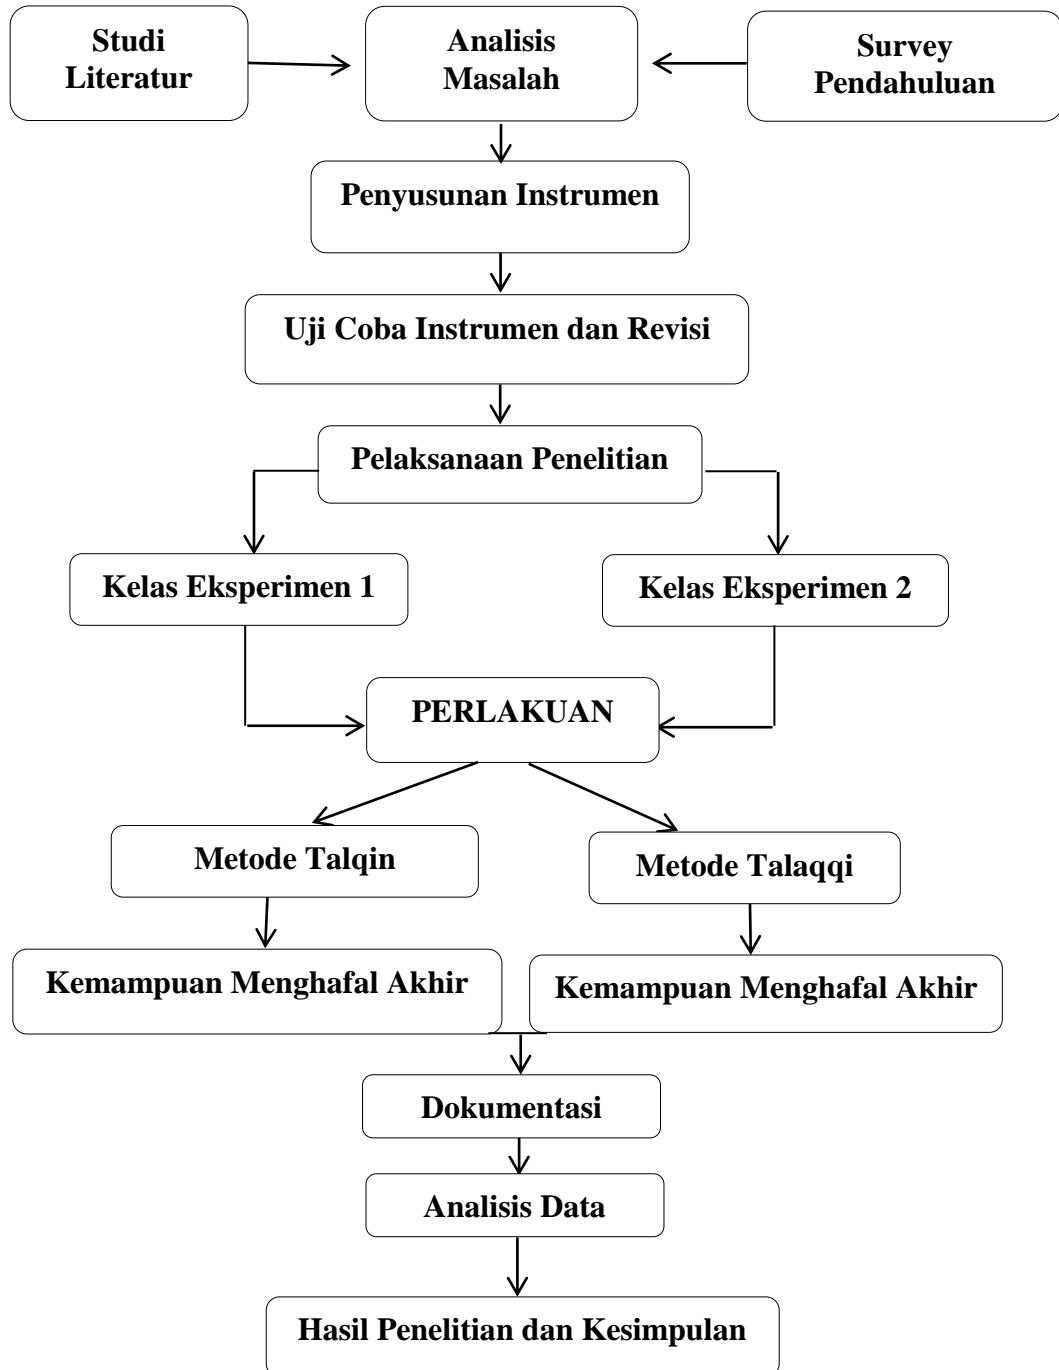 Studi
Literatur
Analisis
Masalah
Survey
Pendahuluan
Penyusunan Instrumen
Uji Coba Instrumen dan Revisi
Pelaksanaan Penelitian
Kelas Eksperimen 1
Kelas Eksperimen 2
PERLAKUAN
Metode Talqin
Metode Talaqqi
Kemampuan Menghafal Akhir
Kemampuan Menghafal Akhir
Dokumentasi
Analisis Data
Hasil Penelitian dan Kesimpulan